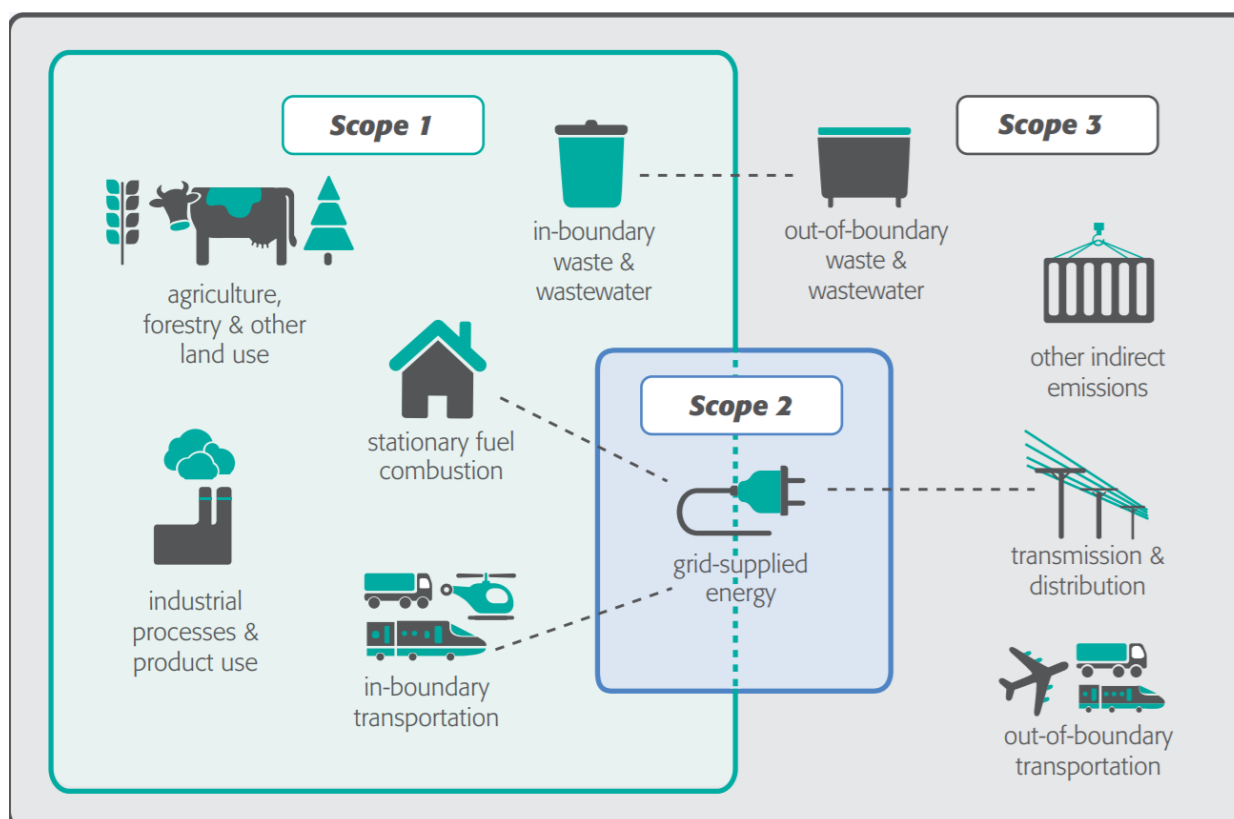 Scope 1
Scope 3
agriculture,
forestry & other
land use
in-boundary
waste &
wastewater
out-of-boundary
waste &
wastewater
other indirect
emissions
stationary fuel
combustion
Scope 2
grid-supplied
energy
transmission &
distribution
industrial
processes &
product use
in-boundary
transportation
out-of-boundary
transportation